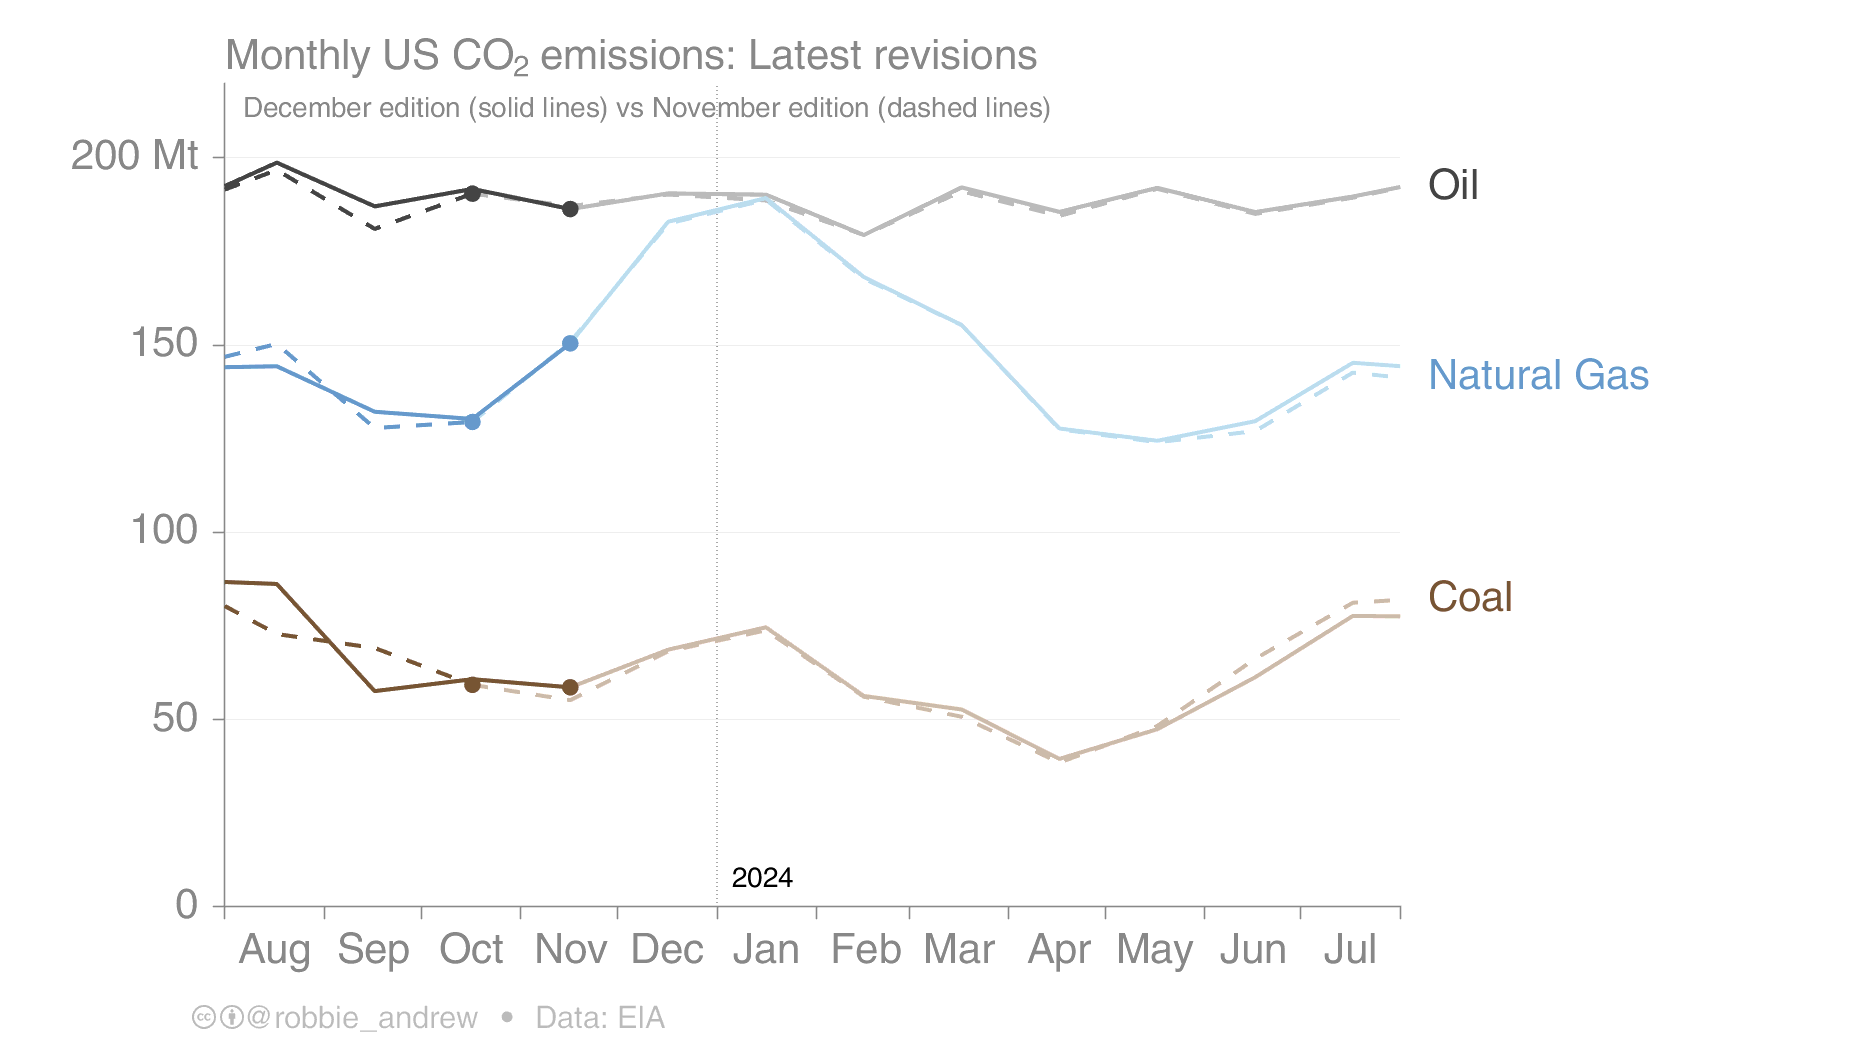 Monthly US CO₂ emissions: Latest revisions
December edition (solid lines) vs November edition (dashed lines)
200 Mt
Oil
150
Natural Gas
100
Coal
50
2024
0
Aug Sep Oct Nov Dec Jan Feb Mar Apr May Jun Jul
@robbie_andrew • Data: EIA